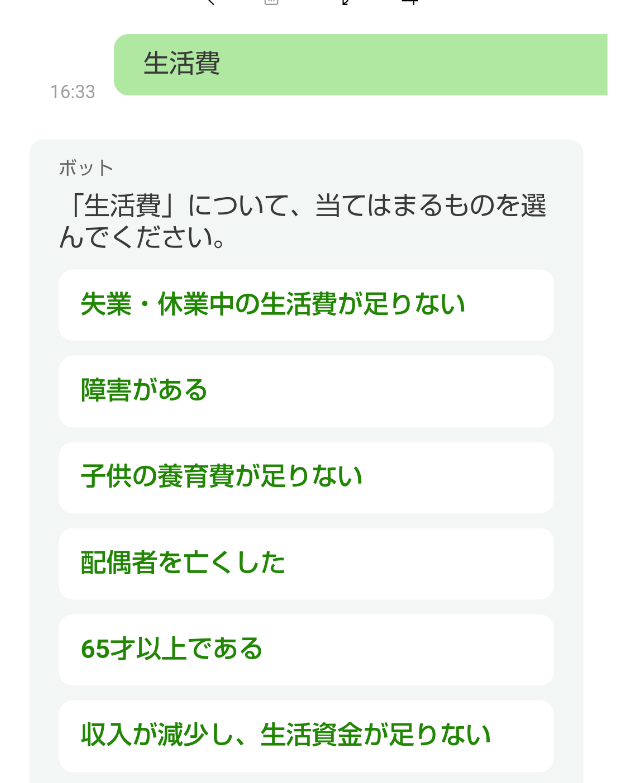 生活費
16:33
ボット
「生活費」について、当てはまるものを選
んでください。
失業・休業中の生活費が足りない
障害がある
子供の養育費が足りない
配偶者を亡くした
65才以上である
収入が減少し、生活資金が足りない